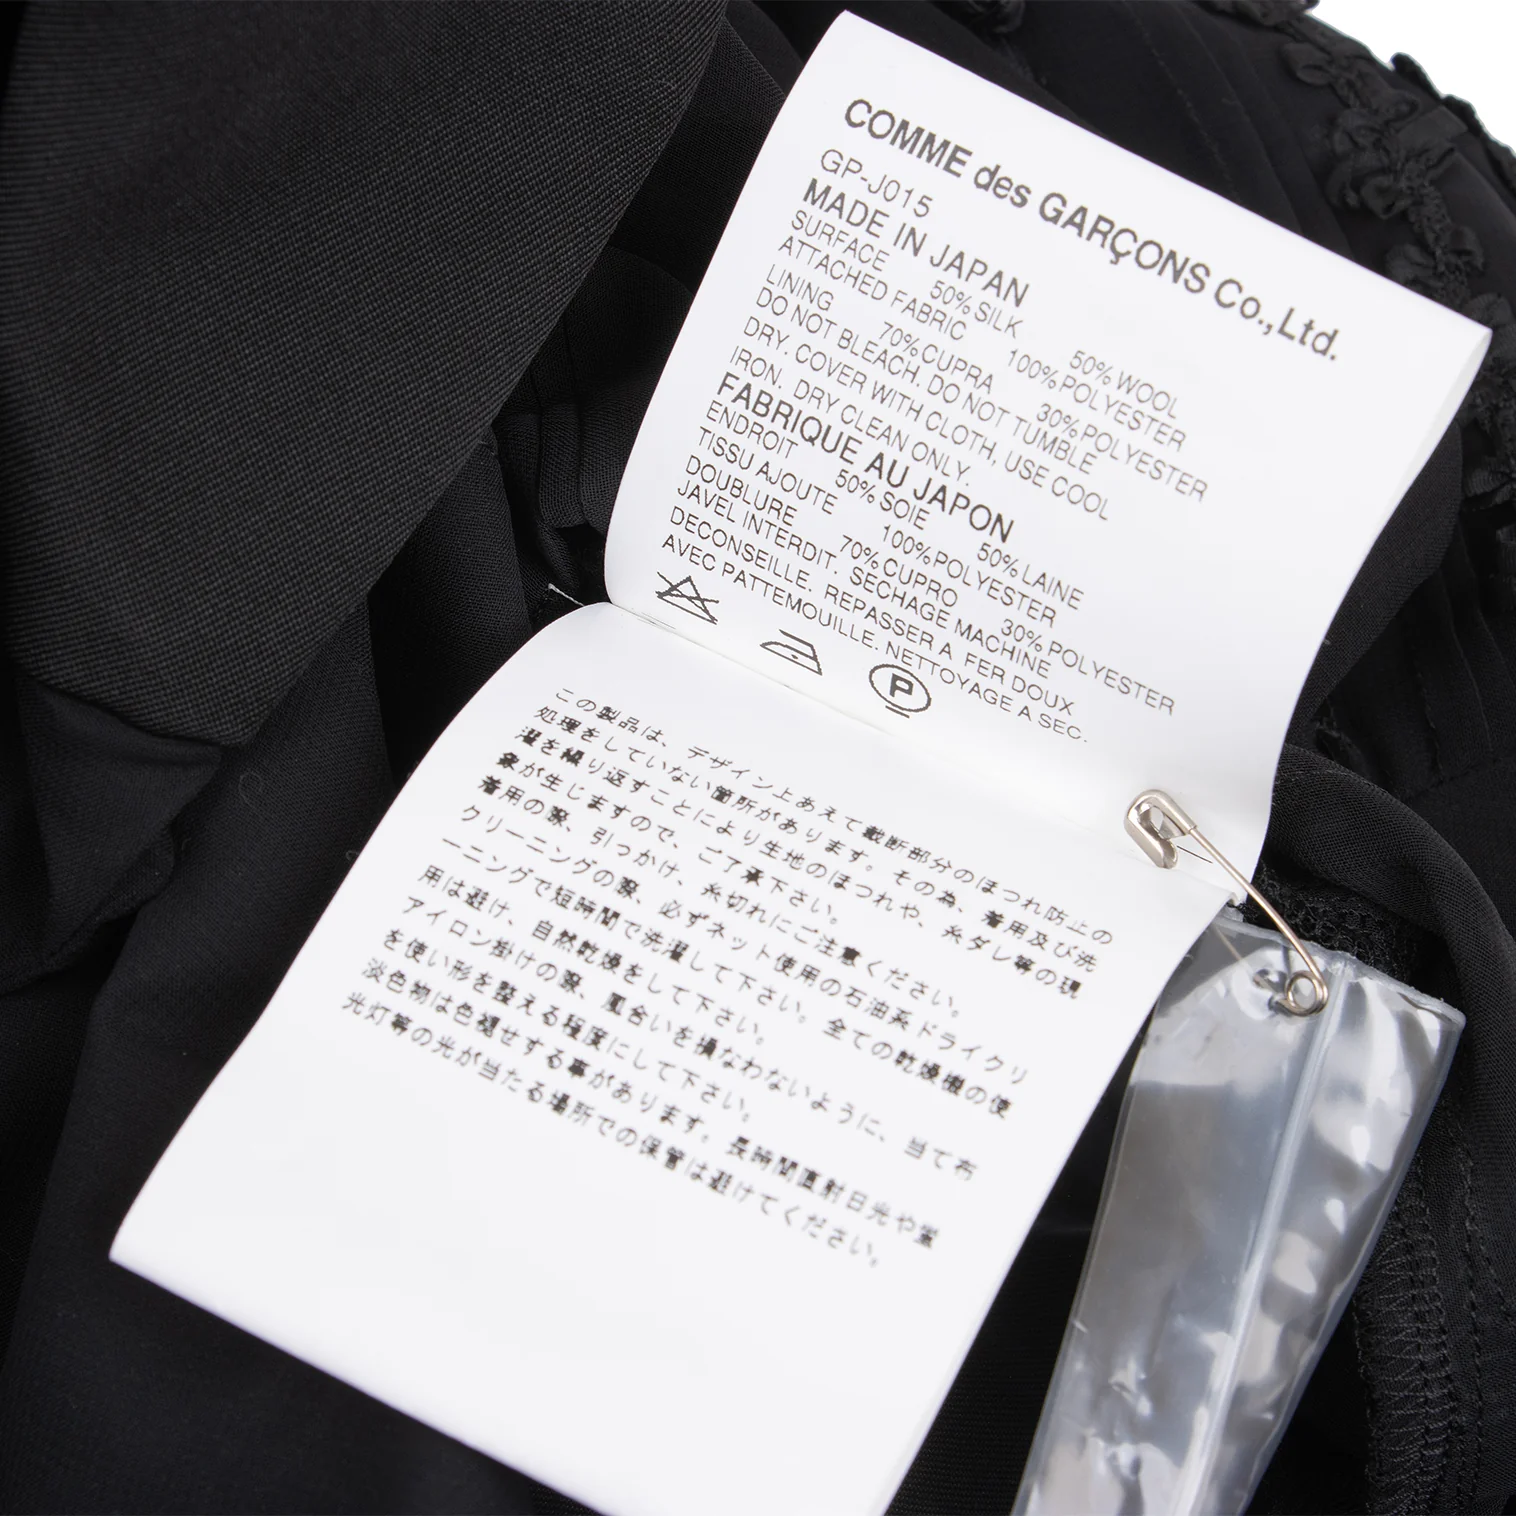 COMME des GARÇONS Co.,Ltd.
GP-J015
MADE IN JAPAN
SURFACE 50% SILK 50% WOOL
ATTACHED FABRIC 100% POLYESTER
LINING 70% CUPRA 30% POLYESTER
DO NOT BLEACH. DO NOT TUMBLE
DRY. COVER WITH CLOTH, USE COOL
IRON. DRY CLEAN ONLY.
FABRIQUE AU JAPON
ENDROIT 50% SOIE 50% LAINE
TISSU AJOUTE 100% POLYESTER
DOUBLURE 70% CUPRO 30% POLYESTER
JAVEL INTERDIT. SECHAGE MACHINE
DECONSEILLE. REPASSER A FER DOUX
AVEC PATTEMOUILLE. NETTOYAGE A SEC.
P
この製品は、デザイン上あえて裁断部分のほつれ防止の
処理をしていない箇所があります。その為、着用及び洗
濯を繰り返すことにより生地のほつれや、糸ダレ等の現
象が生じますので、ご了承下さい。
着用の際、引っかけ、糸切れにご注意ください。
クリーニングの際、必ずネット使用の石油系ドライクリ
ーニングで短時間で洗濯して下さい。全ての乾燥機の使
用は避け、自然乾燥をして下さい。
アイロン掛けの際、風合いを損なわないように、当て布
を使い形を整える程度にして下さい。
淡色物は色褪せする事があります。長時間直射日光や蛍
光灯等の光が当たる場所での保管は避けてください。